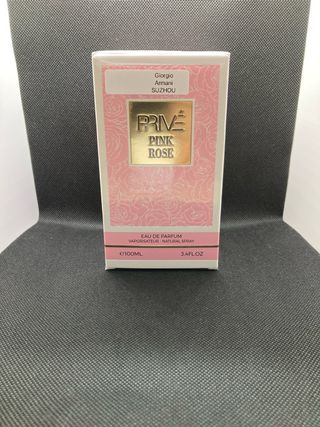 Giorgio
Armani
SUZHOU
PRIVÉ
PINK
ROSE
EAU DE PARFUM
VAPORISATEUR - NATURAL SPRAY
℮100ML 3.4FL.OZ